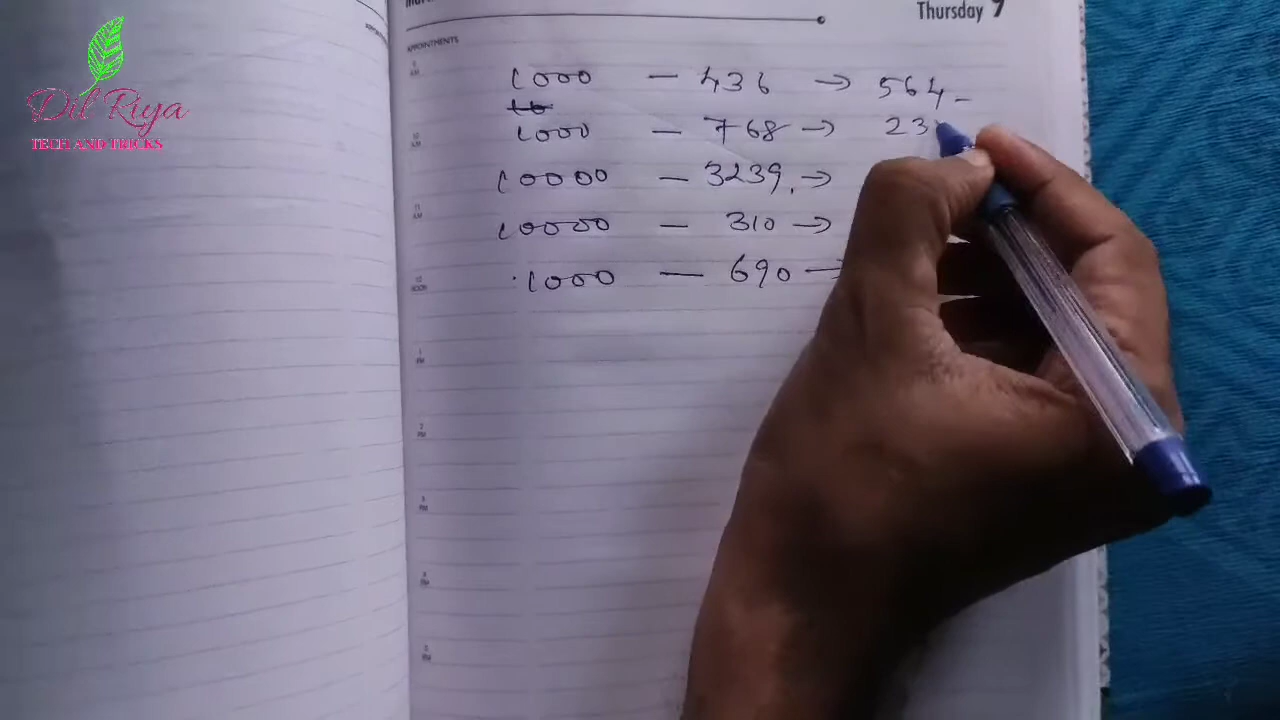 Dil Riya
TECH AND TRICKS
Thursday 9
APPOINTMENTS
1000 — 436 → 564
1000 — 768 → 23
10000 — 3239 →
10000 — 310 →
1000 — 690 →